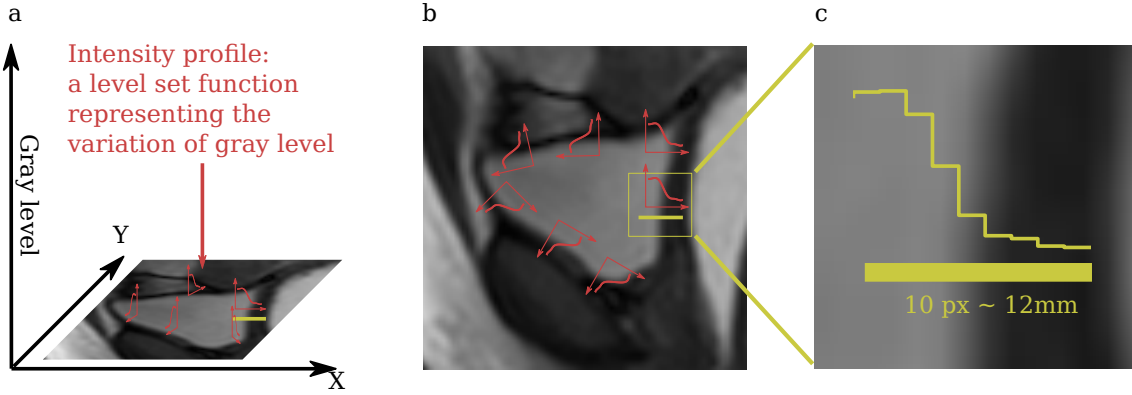 a
b
c
Intensity profile:
a level set function
representing the
variation of gray level
Gray level
Y
X
10 px ~ 12mm